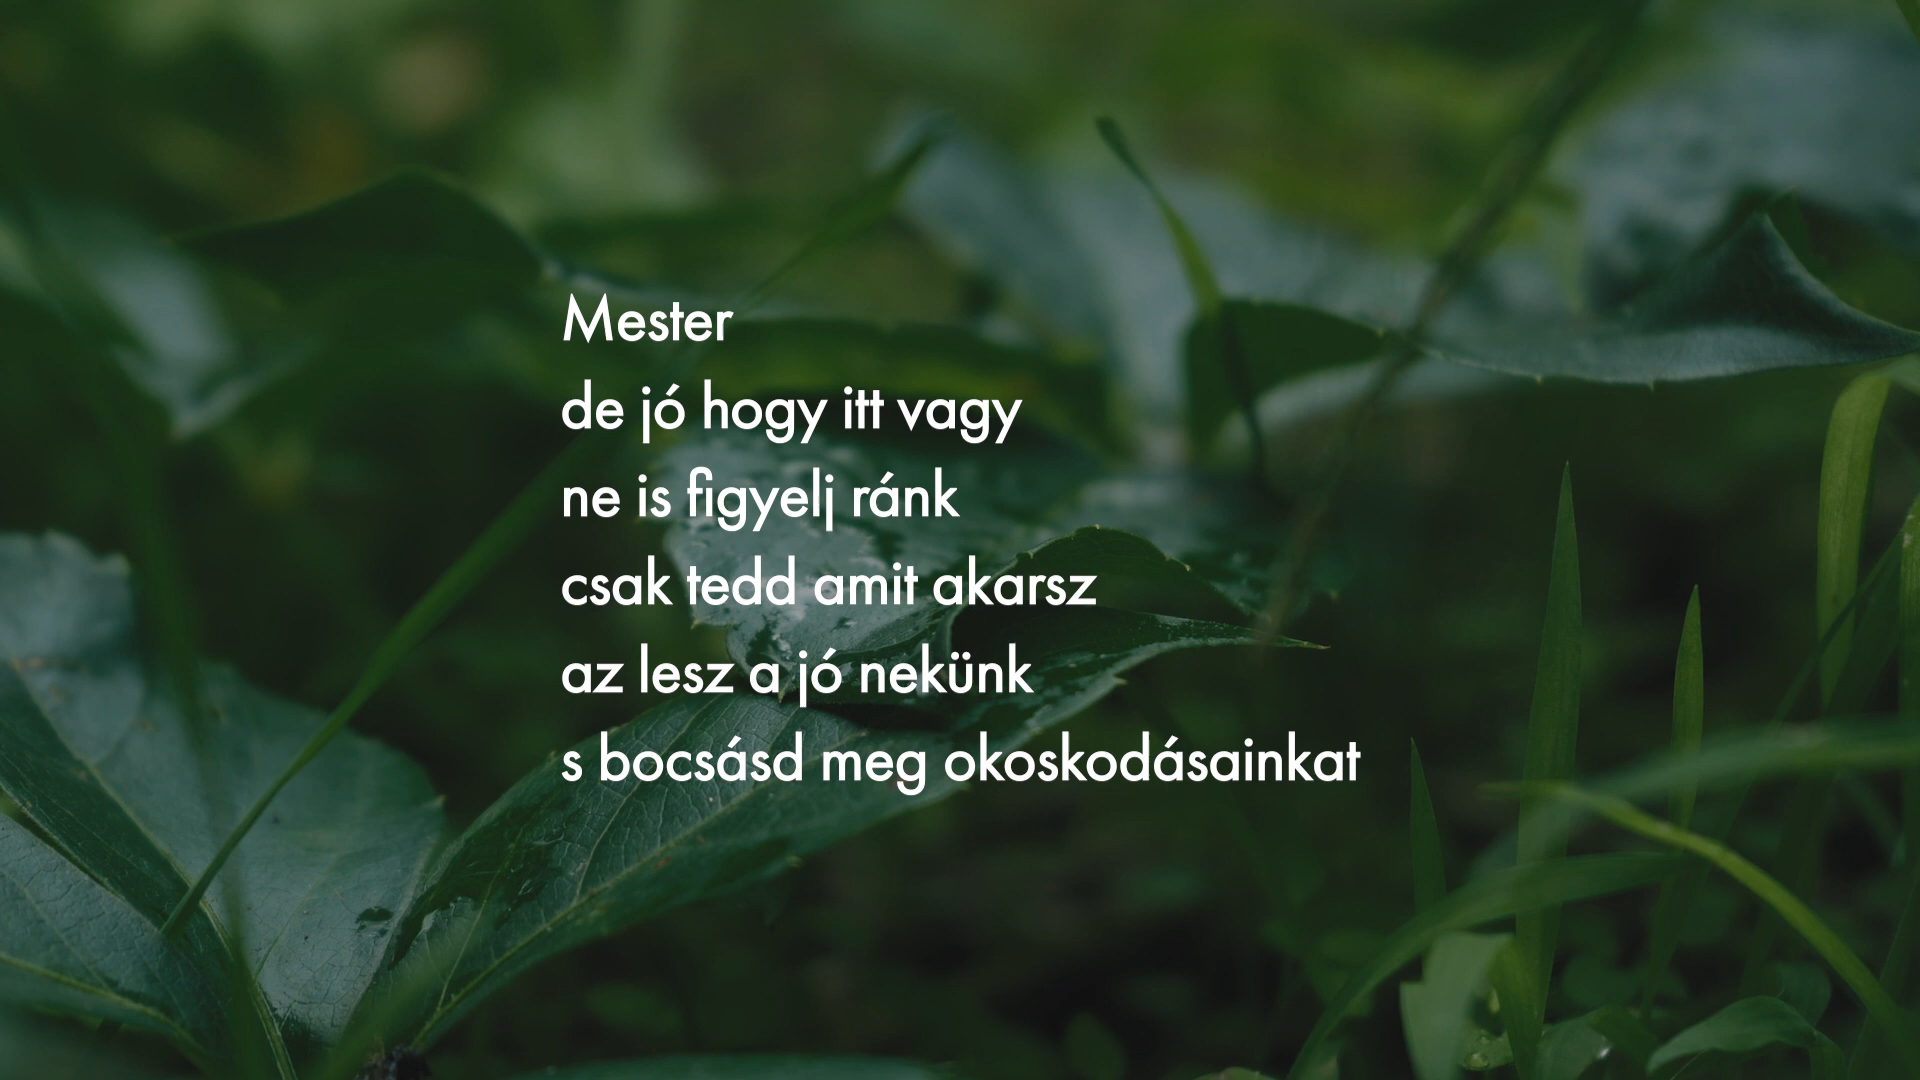 Mester
de jó hogy itt vagy
ne is figyelj ránk
csak tedd amit akarsz
az lesz a jó nekünk
s bocsásd meg okoskodásainkat